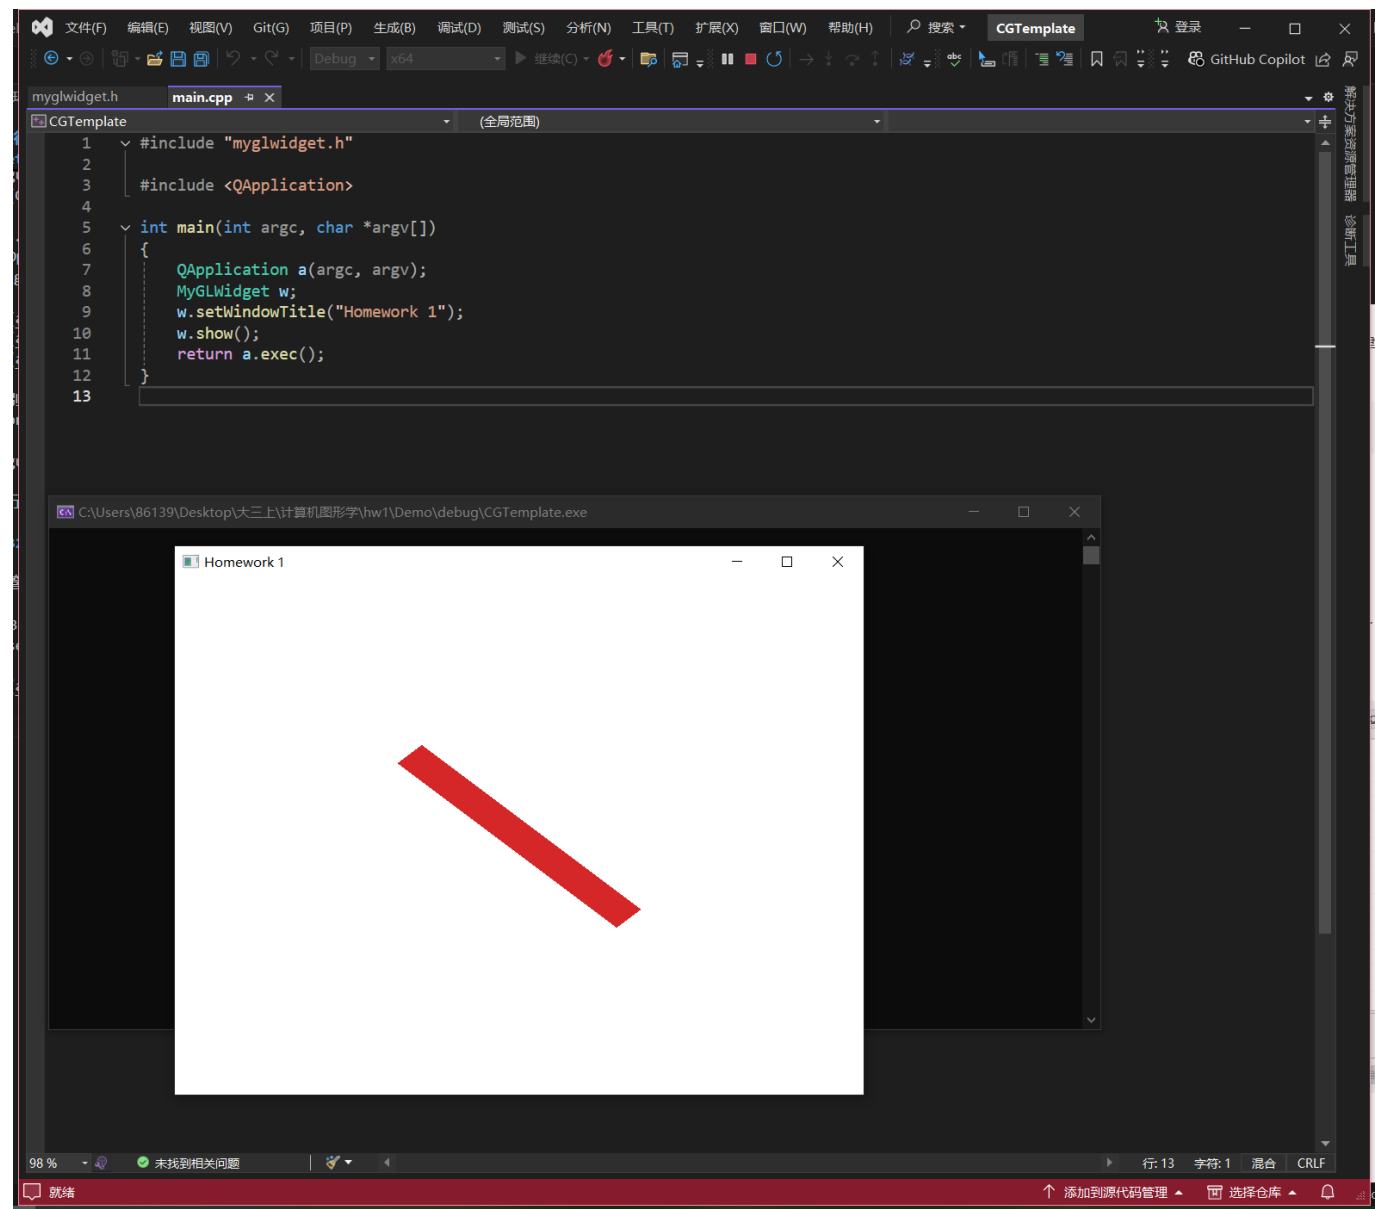 文件(F) 编辑(E) 视图(V) Git(G) 项目(P) 生成(B) 调试(D) 测试(S) 分析(N) 工具(T) 扩展(X) 窗口(W) 帮助(H) 搜索 CGTemplate 登录
Debug x64 继续(C) GitHub Copilot
myglwidget.h main.cpp
CGTemplate (全局范围)
1 #include "myglwidget.h"
2
3 #include <QApplication>
4
5 int main(int argc, char *argv[])
6 {
7 QApplication a(argc, argv);
8 MyGLWidget w;
9 w.setWindowTitle("Homework 1");
10 w.show();
11 return a.exec();
12 }
13
解决方案资源管理器
诊断工具
C:\Users\86139\Desktop\大三上\计算机图形学\hw1\Demo\debug\CGTemplate.exe
Homework 1
98 % 未找到相关问题 行: 13 字符: 1 混合 CRLF
就绪 添加到源代码管理 选择仓库